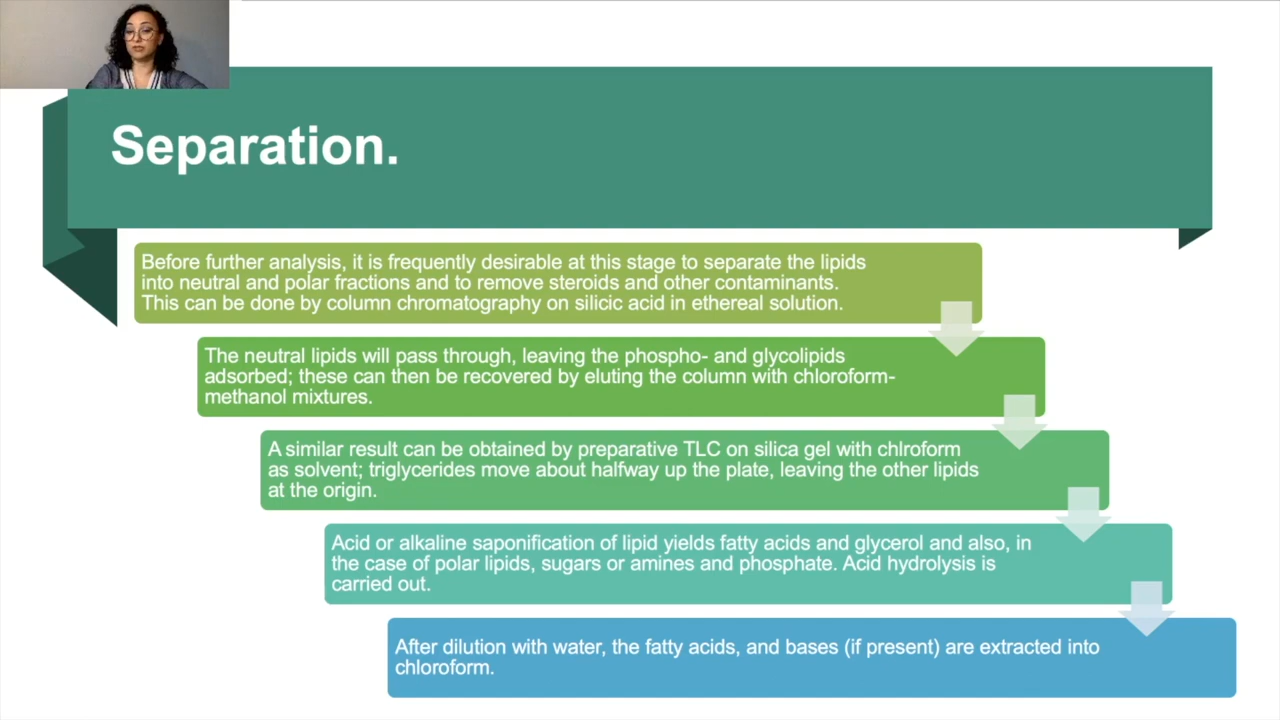 Separation.
Before further analysis, it is frequently desirable at this stage to separate the lipids
into neutral and polar fractions and to remove steroids and other contaminants.
This can be done by column chromatography on silicic acid in ethereal solution.
The neutral lipids will pass through, leaving the phospho- and glycolipids
adsorbed; these can then be recovered by eluting the column with chloroform-
methanol mixtures.
A similar result can be obtained by preparative TLC on silica gel with chlroform
as solvent; triglycerides move about halfway up the plate, leaving the other lipids
at the origin.
Acid or alkaline saponification of lipid yields fatty acids and glycerol and also, in
the case of polar lipids, sugars or amines and phosphate. Acid hydrolysis is
carried out.
After dilution with water, the fatty acids, and bases (if present) are extracted into
chloroform.